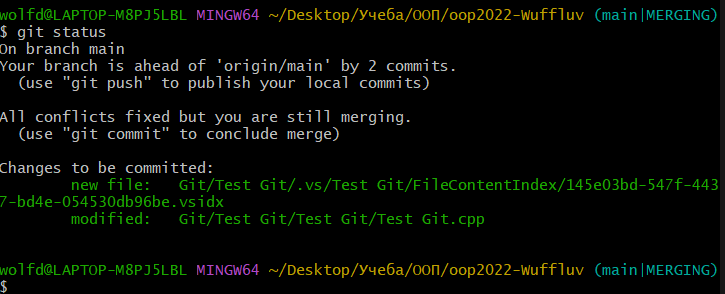 wolfd@LAPTOP-M8PJ5LBL MINGW64 ~/Desktop/Учеба/ООП/oop2022-Wuffluv (main|MERGING)
$ git status
On branch main
Your branch is ahead of 'origin/main' by 2 commits.
  (use "git push" to publish your local commits)

All conflicts fixed but you are still merging.
  (use "git commit" to conclude merge)

Changes to be committed:
        new file:   Git/Test Git/.vs/Test Git/FileContentIndex/145e03bd-547f-443
7-bd4e-054530db96be.vsidx
        modified:   Git/Test Git/Test Git/Test Git.cpp

wolfd@LAPTOP-M8PJ5LBL MINGW64 ~/Desktop/Учеба/ООП/oop2022-Wuffluv (main|MERGING)
$